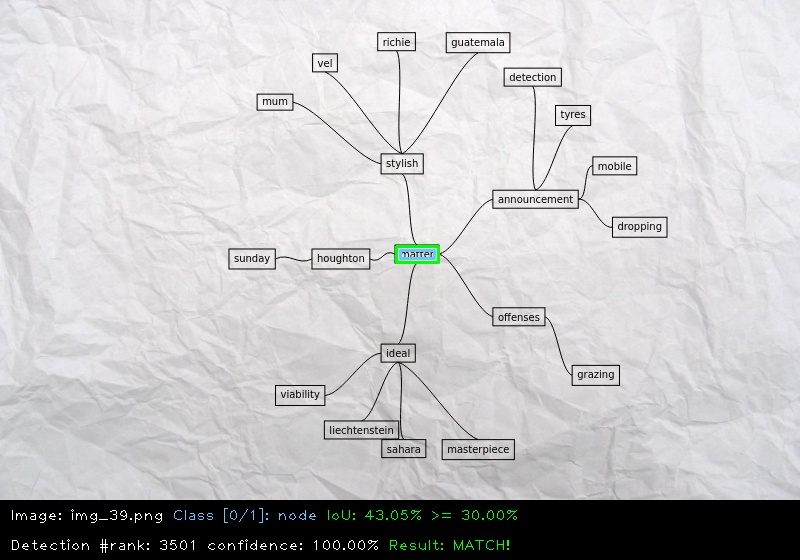 richie
guatemala
vel
detection
mum
tyres
stylish
mobile
announcement
dropping
matter
sunday
houghton
offenses
ideal
grazing
viability
liechtenstein
sahara
masterpiece
Image: img_39.png Class [0/1]: node IoU: 43.05% >= 30.00%
Detection #rank: 3501 confidence: 100.00% Result: MATCH!